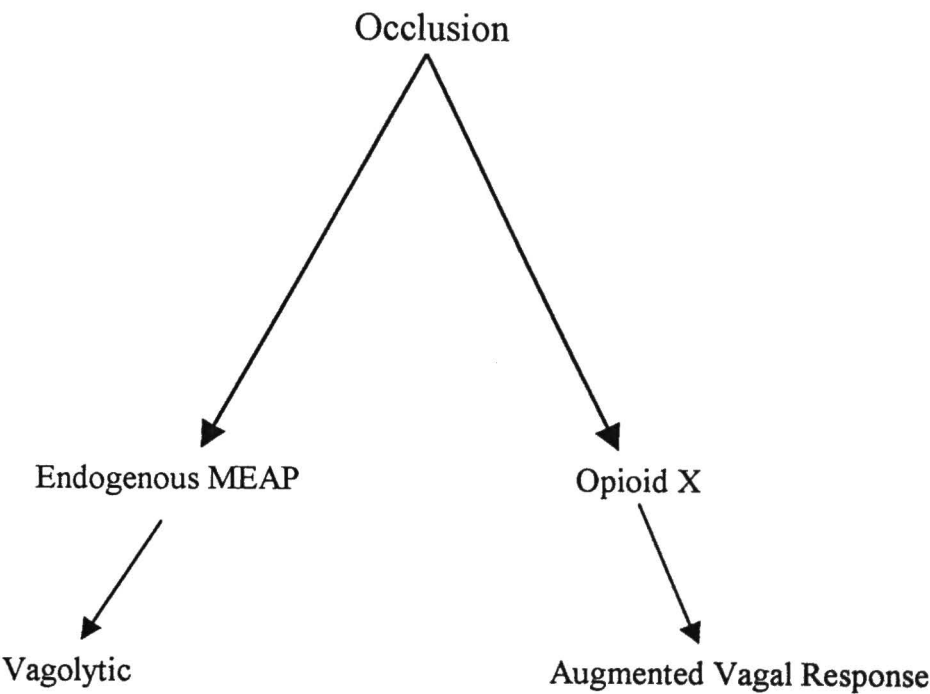 Occlusion
Endogenous MEAP
Opioid X
Vagolytic
Augmented Vagal Response